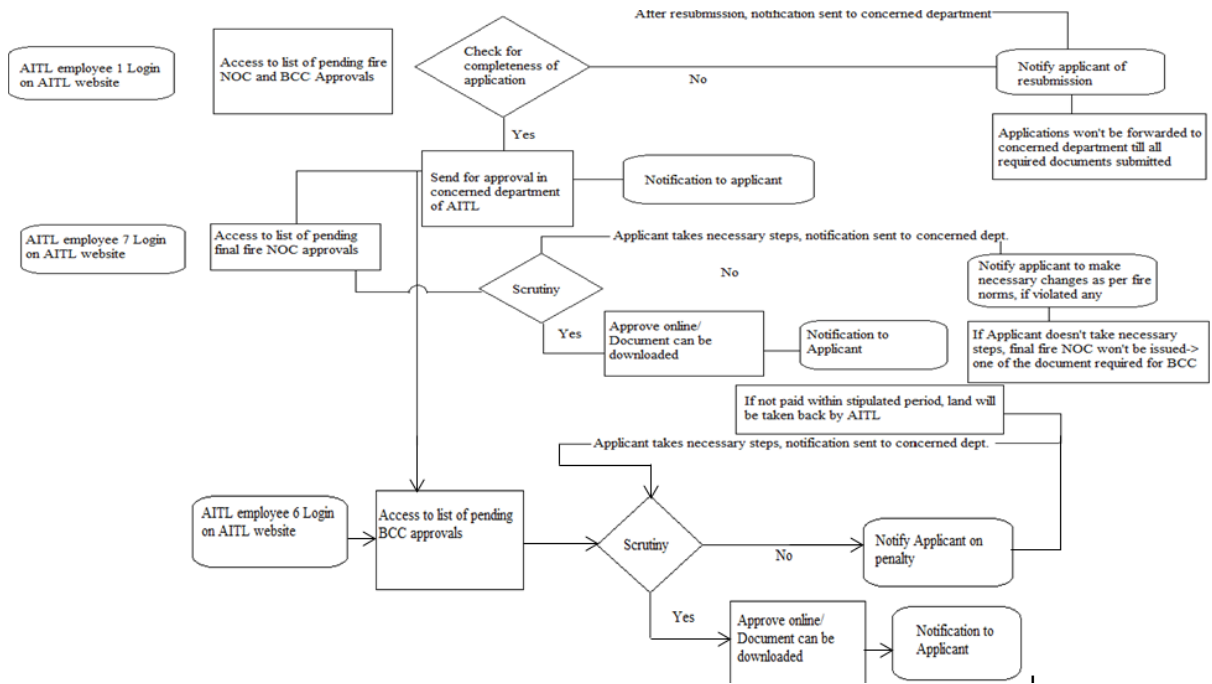 After resubmission, notification sent to concerned department
AITL employee 1 Login
on AITL website
Access to list of pending fire
NOC and BCC Approvals
Check for
completeness of
application
No
Notify applicant of
resubmission
Yes
Applications won't be forwarded to
concerned department till all
required documents submitted
Send for approval in
concerned department
of AITL
Notification to applicant
AITL employee 7 Login
on AITL website
Access to list of pending
final fire NOC approvals
Applicant takes necessary steps, notification sent to concerned dept.
Scrutiny
No
Notify applicant to make
necessary changes as per fire
norms, if violated any
Yes
Approve online/
Document can be
downloaded
Notification to
Applicant
If Applicant doesn't take necessary
steps, final fire NOC won't be issued->
one of the document required for BCC
If not paid within stipulated period, land will
be taken back by AITL
Applicant takes necessary steps, notification sent to concerned dept.
AITL employee 6 Login
on AITL website
Access to list of pending
BCC approvals
Scrutiny
No
Notify Applicant on
penalty
Yes
Approve online/
Document can be
downloaded
Notification to
Applicant